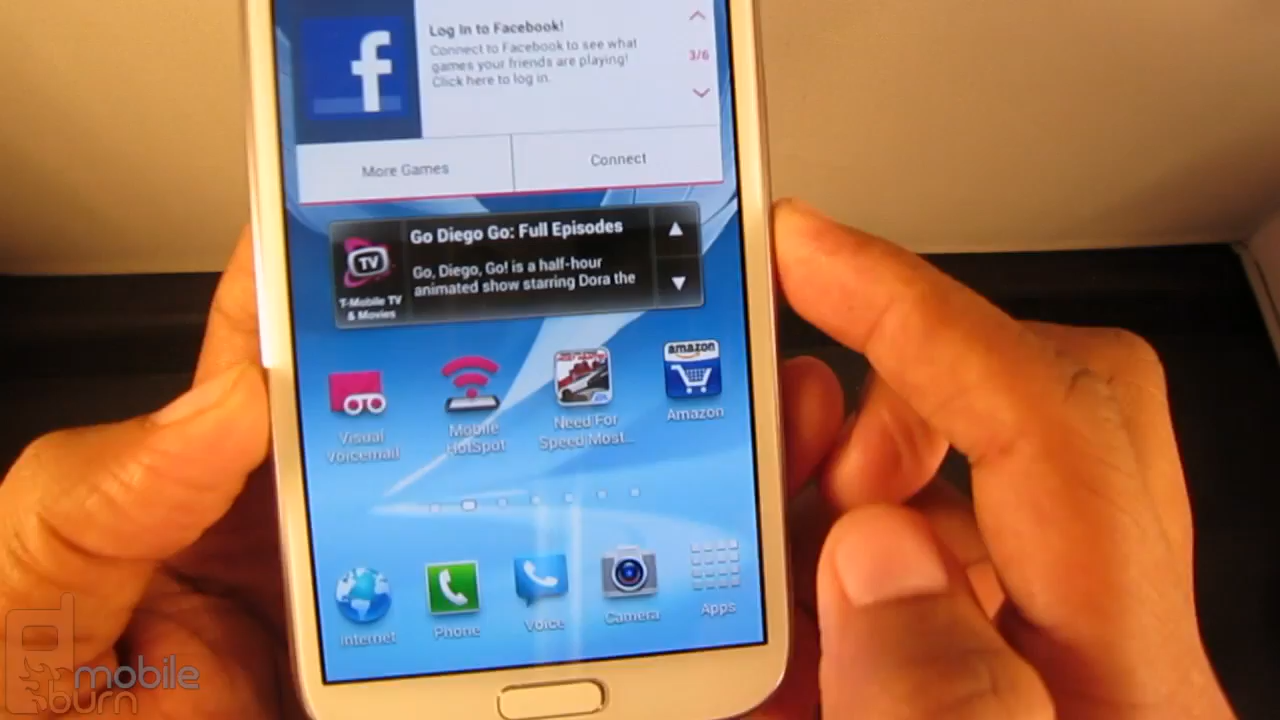 f
Log In to Facebook!
Connect to Facebook to see what
games your friends are playing!
Click here to log in.
3/6
More Games
Connect
TV
T-Mobile TV
& Movies
Go Diego Go: Full Episodes
Go, Diego, Go! is a half-hour
animated show starring Dora the
Visual
Voicemail
Mobile
HotSpot
Need For
Speed Most...
amazon
Amazon
Internet
Phone
Voice
Camera
Apps
mobile
burn